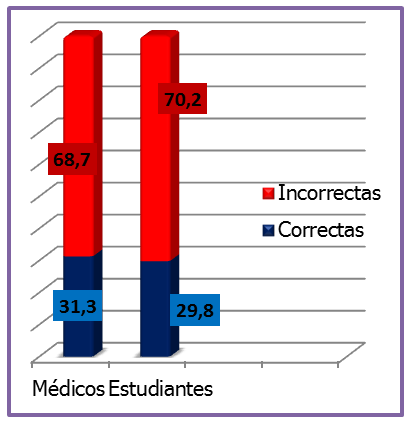 70,2
68,7
Incorrectas
Correctas
31,3
29,8
Médicos Estudiantes